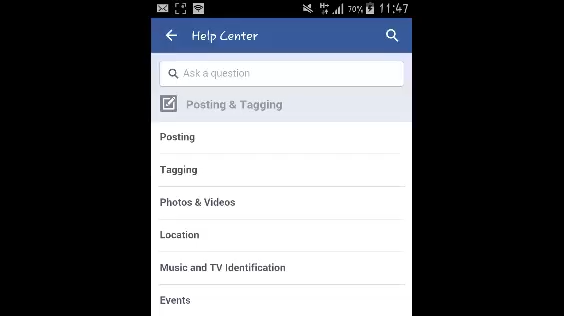 70% 11:47
Help Center
Ask a question
Posting & Tagging
Posting
Tagging
Photos & Videos
Location
Music and TV Identification
Events